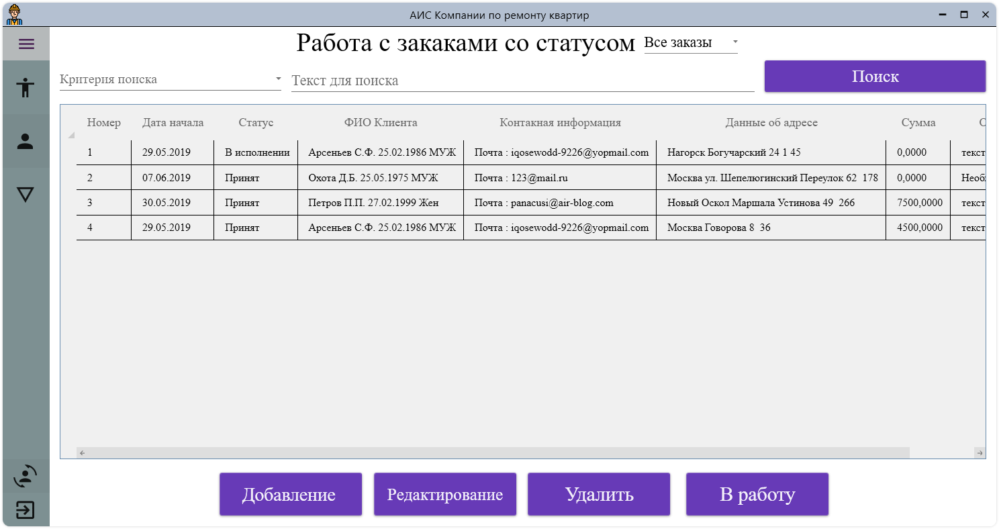 АИС Компании по ремонту квартир
Работа с закаками со статусом Все заказы
Критерия поиска Текст для поиска Поиск
Номер Дата начала Статус ФИО Клиента Контакная информация Данные об адресе Сумма С
1 29.05.2019 В исполнении Арсеньев С.Ф. 25.02.1986 МУЖ Почта : iqosewodd-9226@yopmail.com Нагорск Богучарский 24 1 45 0,0000 текст
2 07.06.2019 Принят Охота Д.Б. 25.05.1975 МУЖ Почта : 123@mail.ru Москва ул. Шепелюгинский Переулок 62 178 0,0000 Необ
3 30.05.2019 Принят Петров П.П. 27.02.1999 Жен Почта : panacusi@air-blog.com Новый Оскол Маршала Устинова 49 266 7500,0000 текст
4 29.05.2019 Принят Арсеньев С.Ф. 25.02.1986 МУЖ Почта : iqosewodd-9226@yopmail.com Москва Говорова 8 36 4500,0000 текст
Добавление Редактирование Удалить В работу